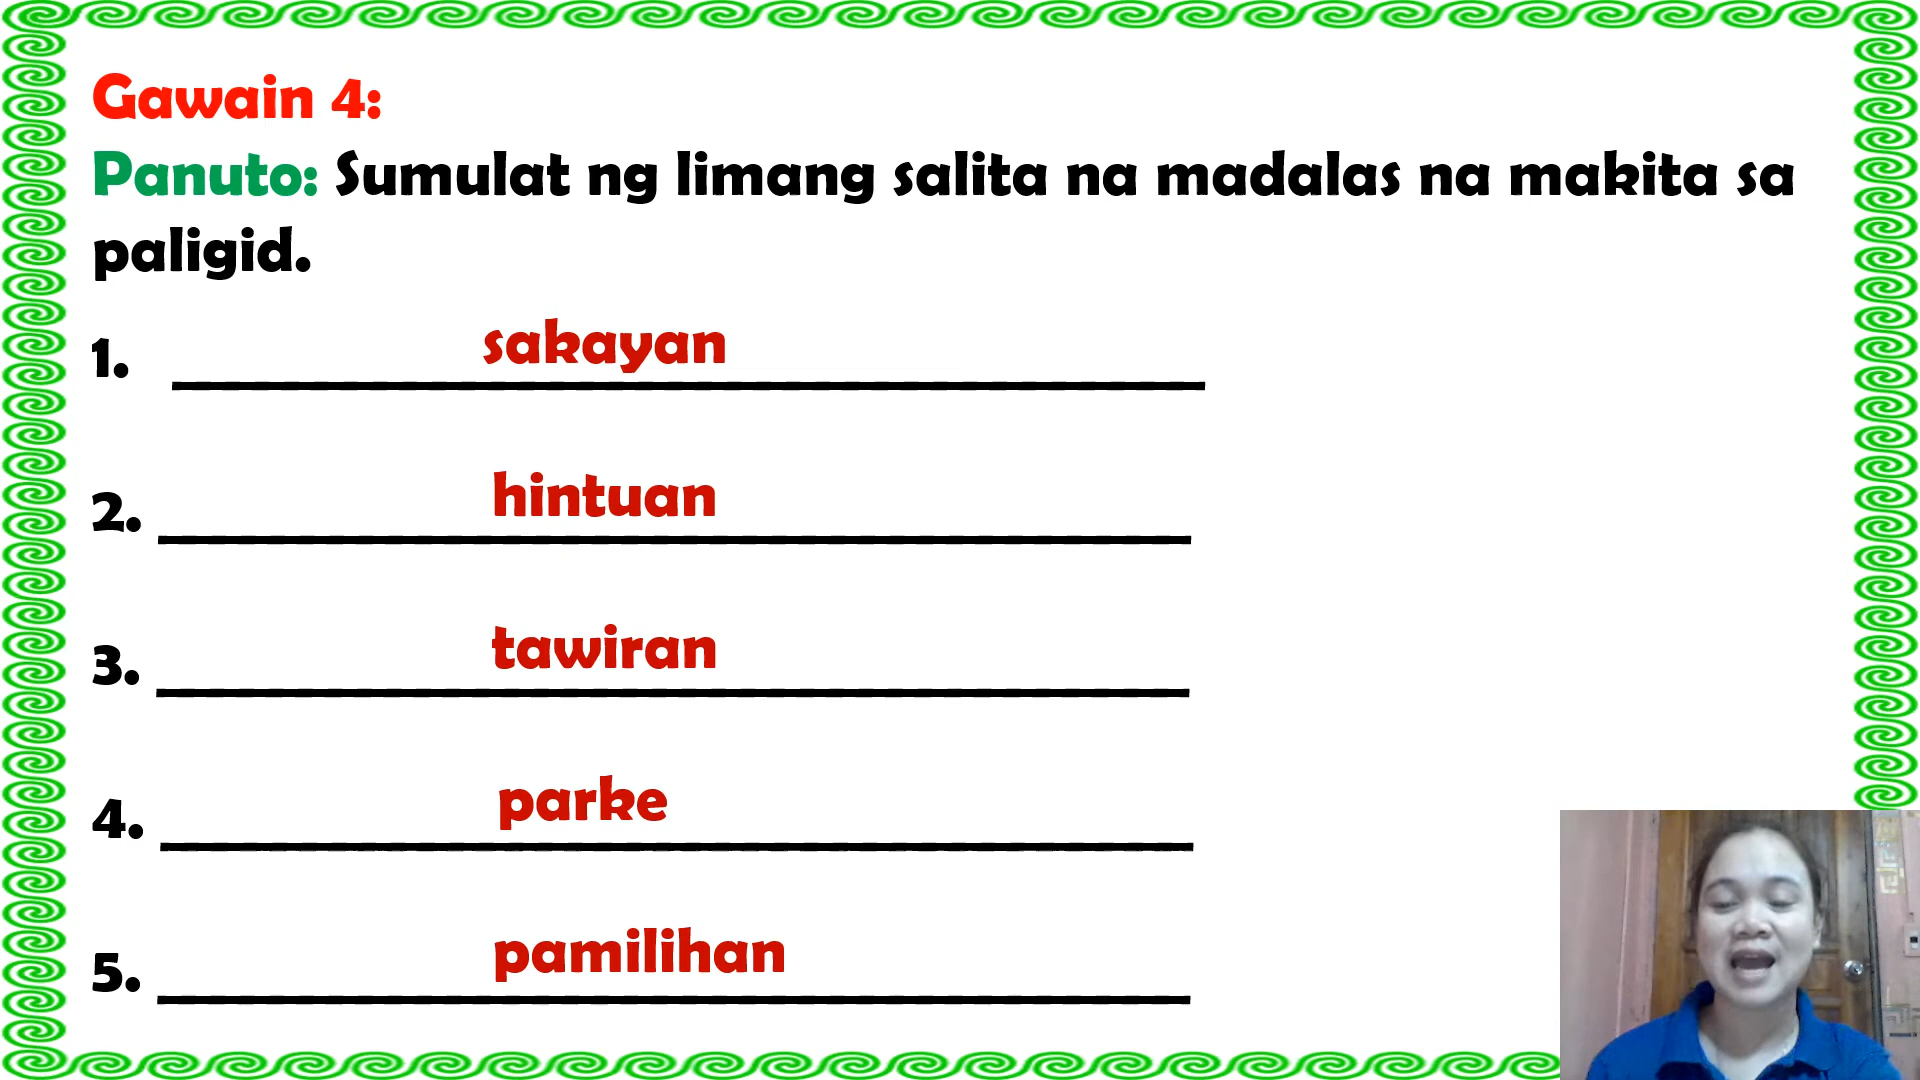 Gawain 4:
Panuto: Sumulat ng limang salita na madalas na makita sa
paligid.
1. sakayan
2. hintuan
3. tawiran
4. parke
5. pamilihan